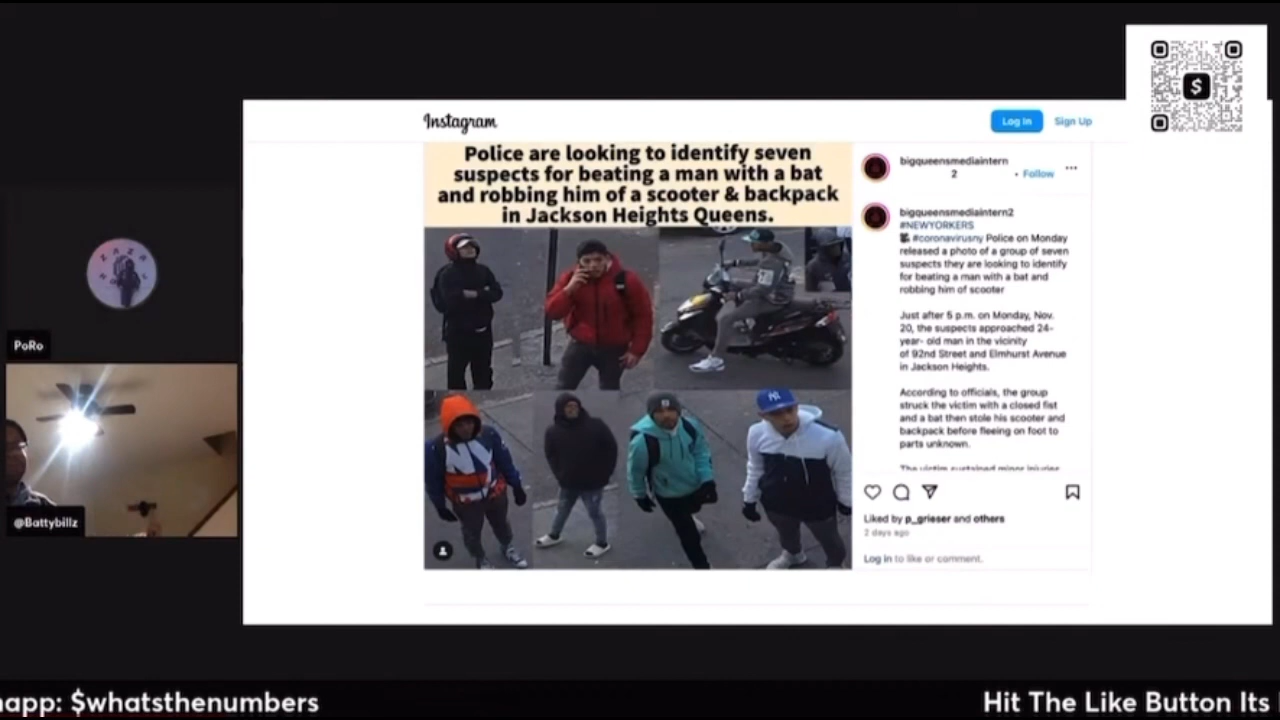 Instagram
Log In
Sign Up
Police are looking to identify seven
suspects for beating a man with a bat
and robbing him of a scooter & backpack
in Jackson Heights Queens.
bigqueensmediaintern
2
• Follow
bigqueensmediaintern2
#NEWYORKERS
#coronavirusny Police on Monday
released a photo of a group of seven
suspects they are looking to identify
for beating a man with a bat and
robbing him of scooter
Just after 5 p.m. on Monday, Nov.
20, the suspects approached 24-
year- old man in the vicinity
of 92nd Street and Elmhurst Avenue
in Jackson Heights.
According to officials, the group
struck the victim with a closed fist
and a bat then stole his scooter and
backpack before fleeing on foot to
parts unknown.
The victim sustained minor injuries
Liked by p_grieser and others
2 days ago
Log in to like or comment.
PoRo
@Battybillz
$
napp: $whatsthenumbers
Hit The Like Button Its